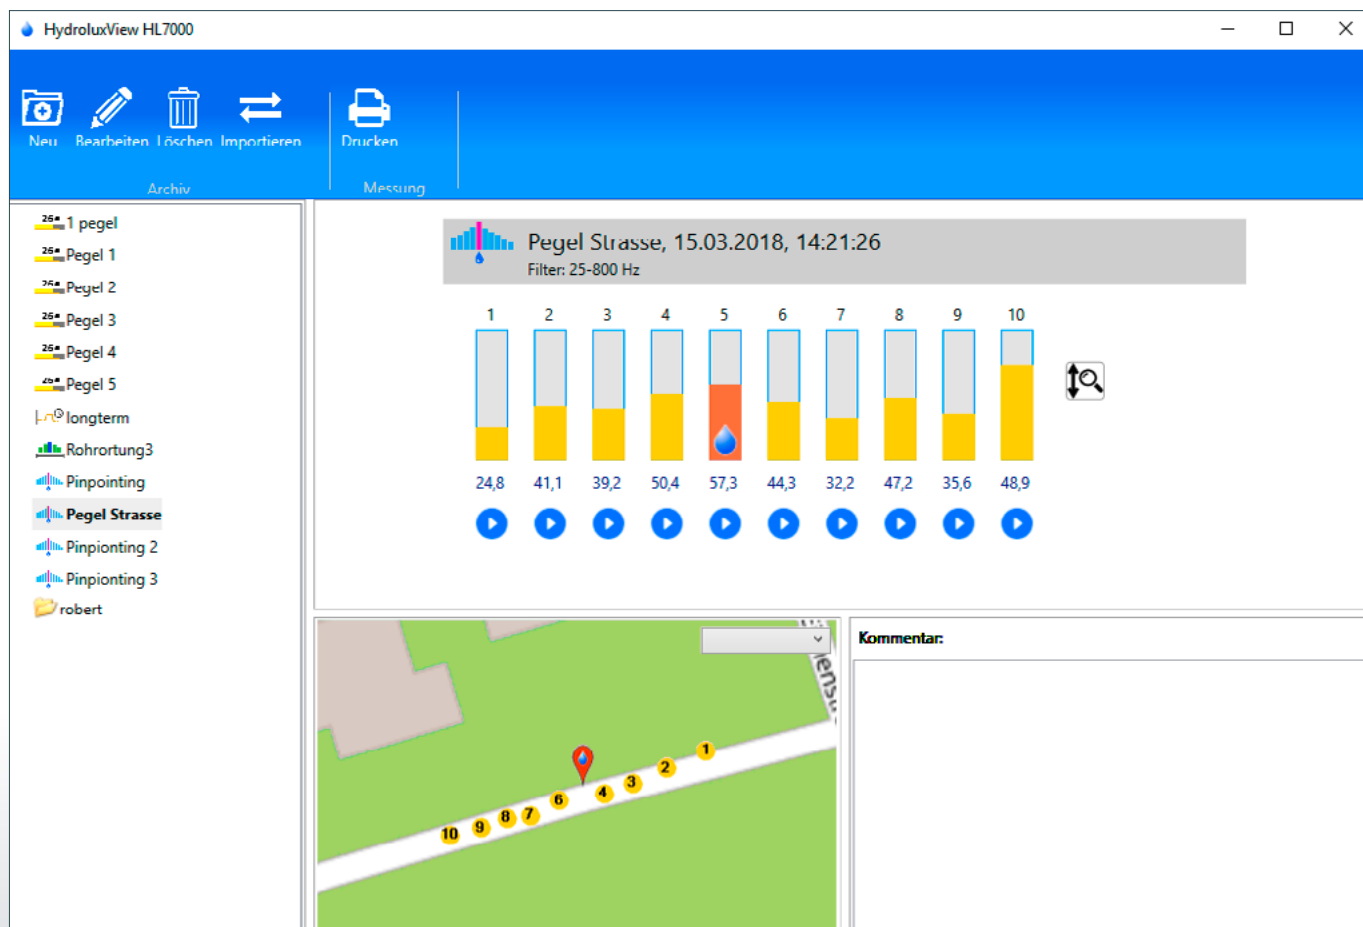 HydroluxView HL7000
Neu Bearbeiten Löschen Importieren Drucken
Archiv Messung
1 pegel
Pegel 1
Pegel 2
Pegel 3
Pegel 4
Pegel 5
longterm
Rohrortung3
Pinpointing
Pegel Strasse
Pinpionting 2
Pinpionting 3
robert
Pegel Strasse, 15.03.2018, 14:21:26
Filter: 25-800 Hz
1 2 3 4 5 6 7 8 9 10
24,8 41,1 39,2 50,4 57,3 44,3 32,2 47,2 35,6 48,9
1
2
3
4
6
7
8
9
10
Kommentar: